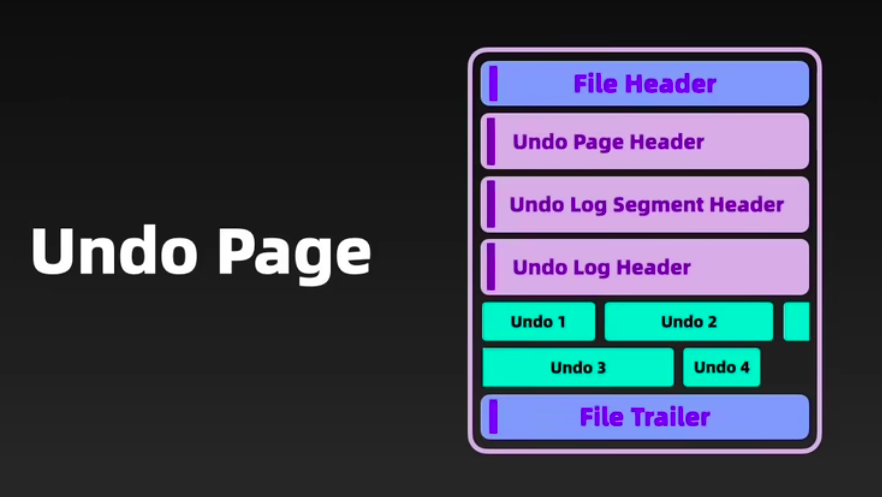 Undo Page
File Header
Undo Page Header
Undo Log Segment Header
Undo Log Header
Undo 1 Undo 2
Undo 3 Undo 4
File Trailer